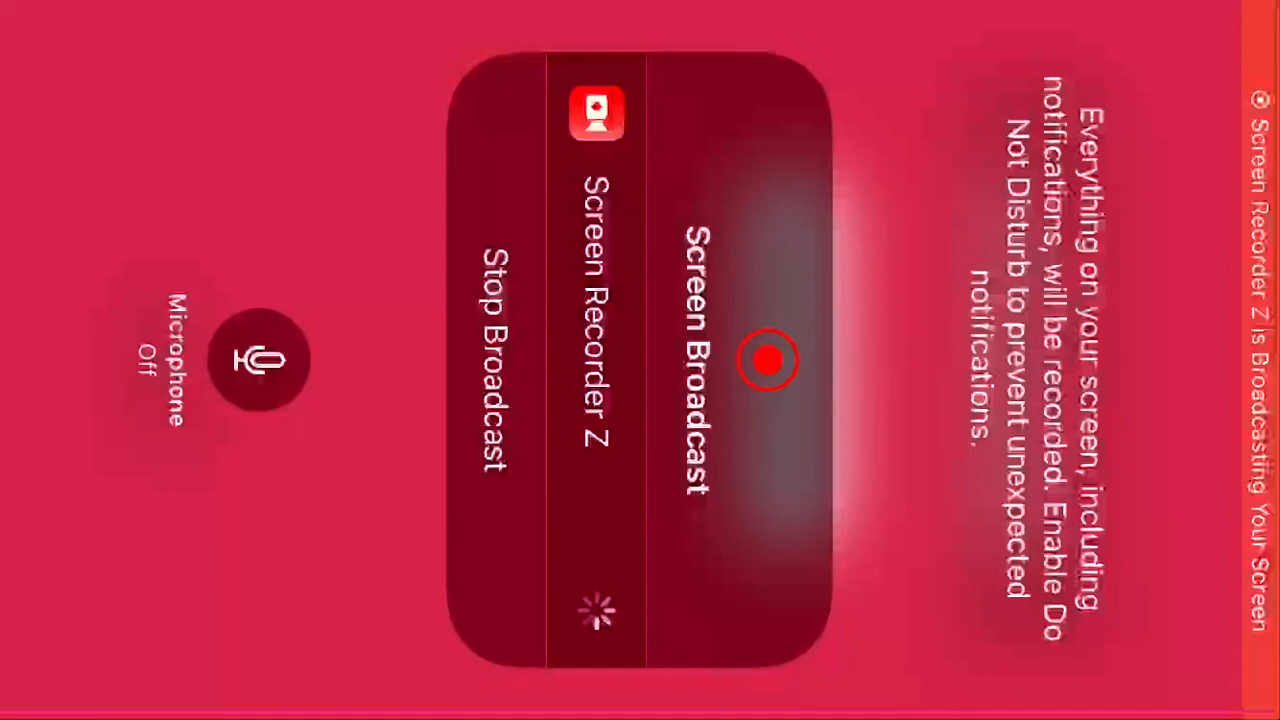 Screen Recorder Z Is Broadcasting Your Screen
Everything on your screen, including
notifications, will be recorded. Enable Do
Not Disturb to prevent unexpected
notifications.
Screen Broadcast
Screen Recorder Z
Stop Broadcast
Microphone
Off